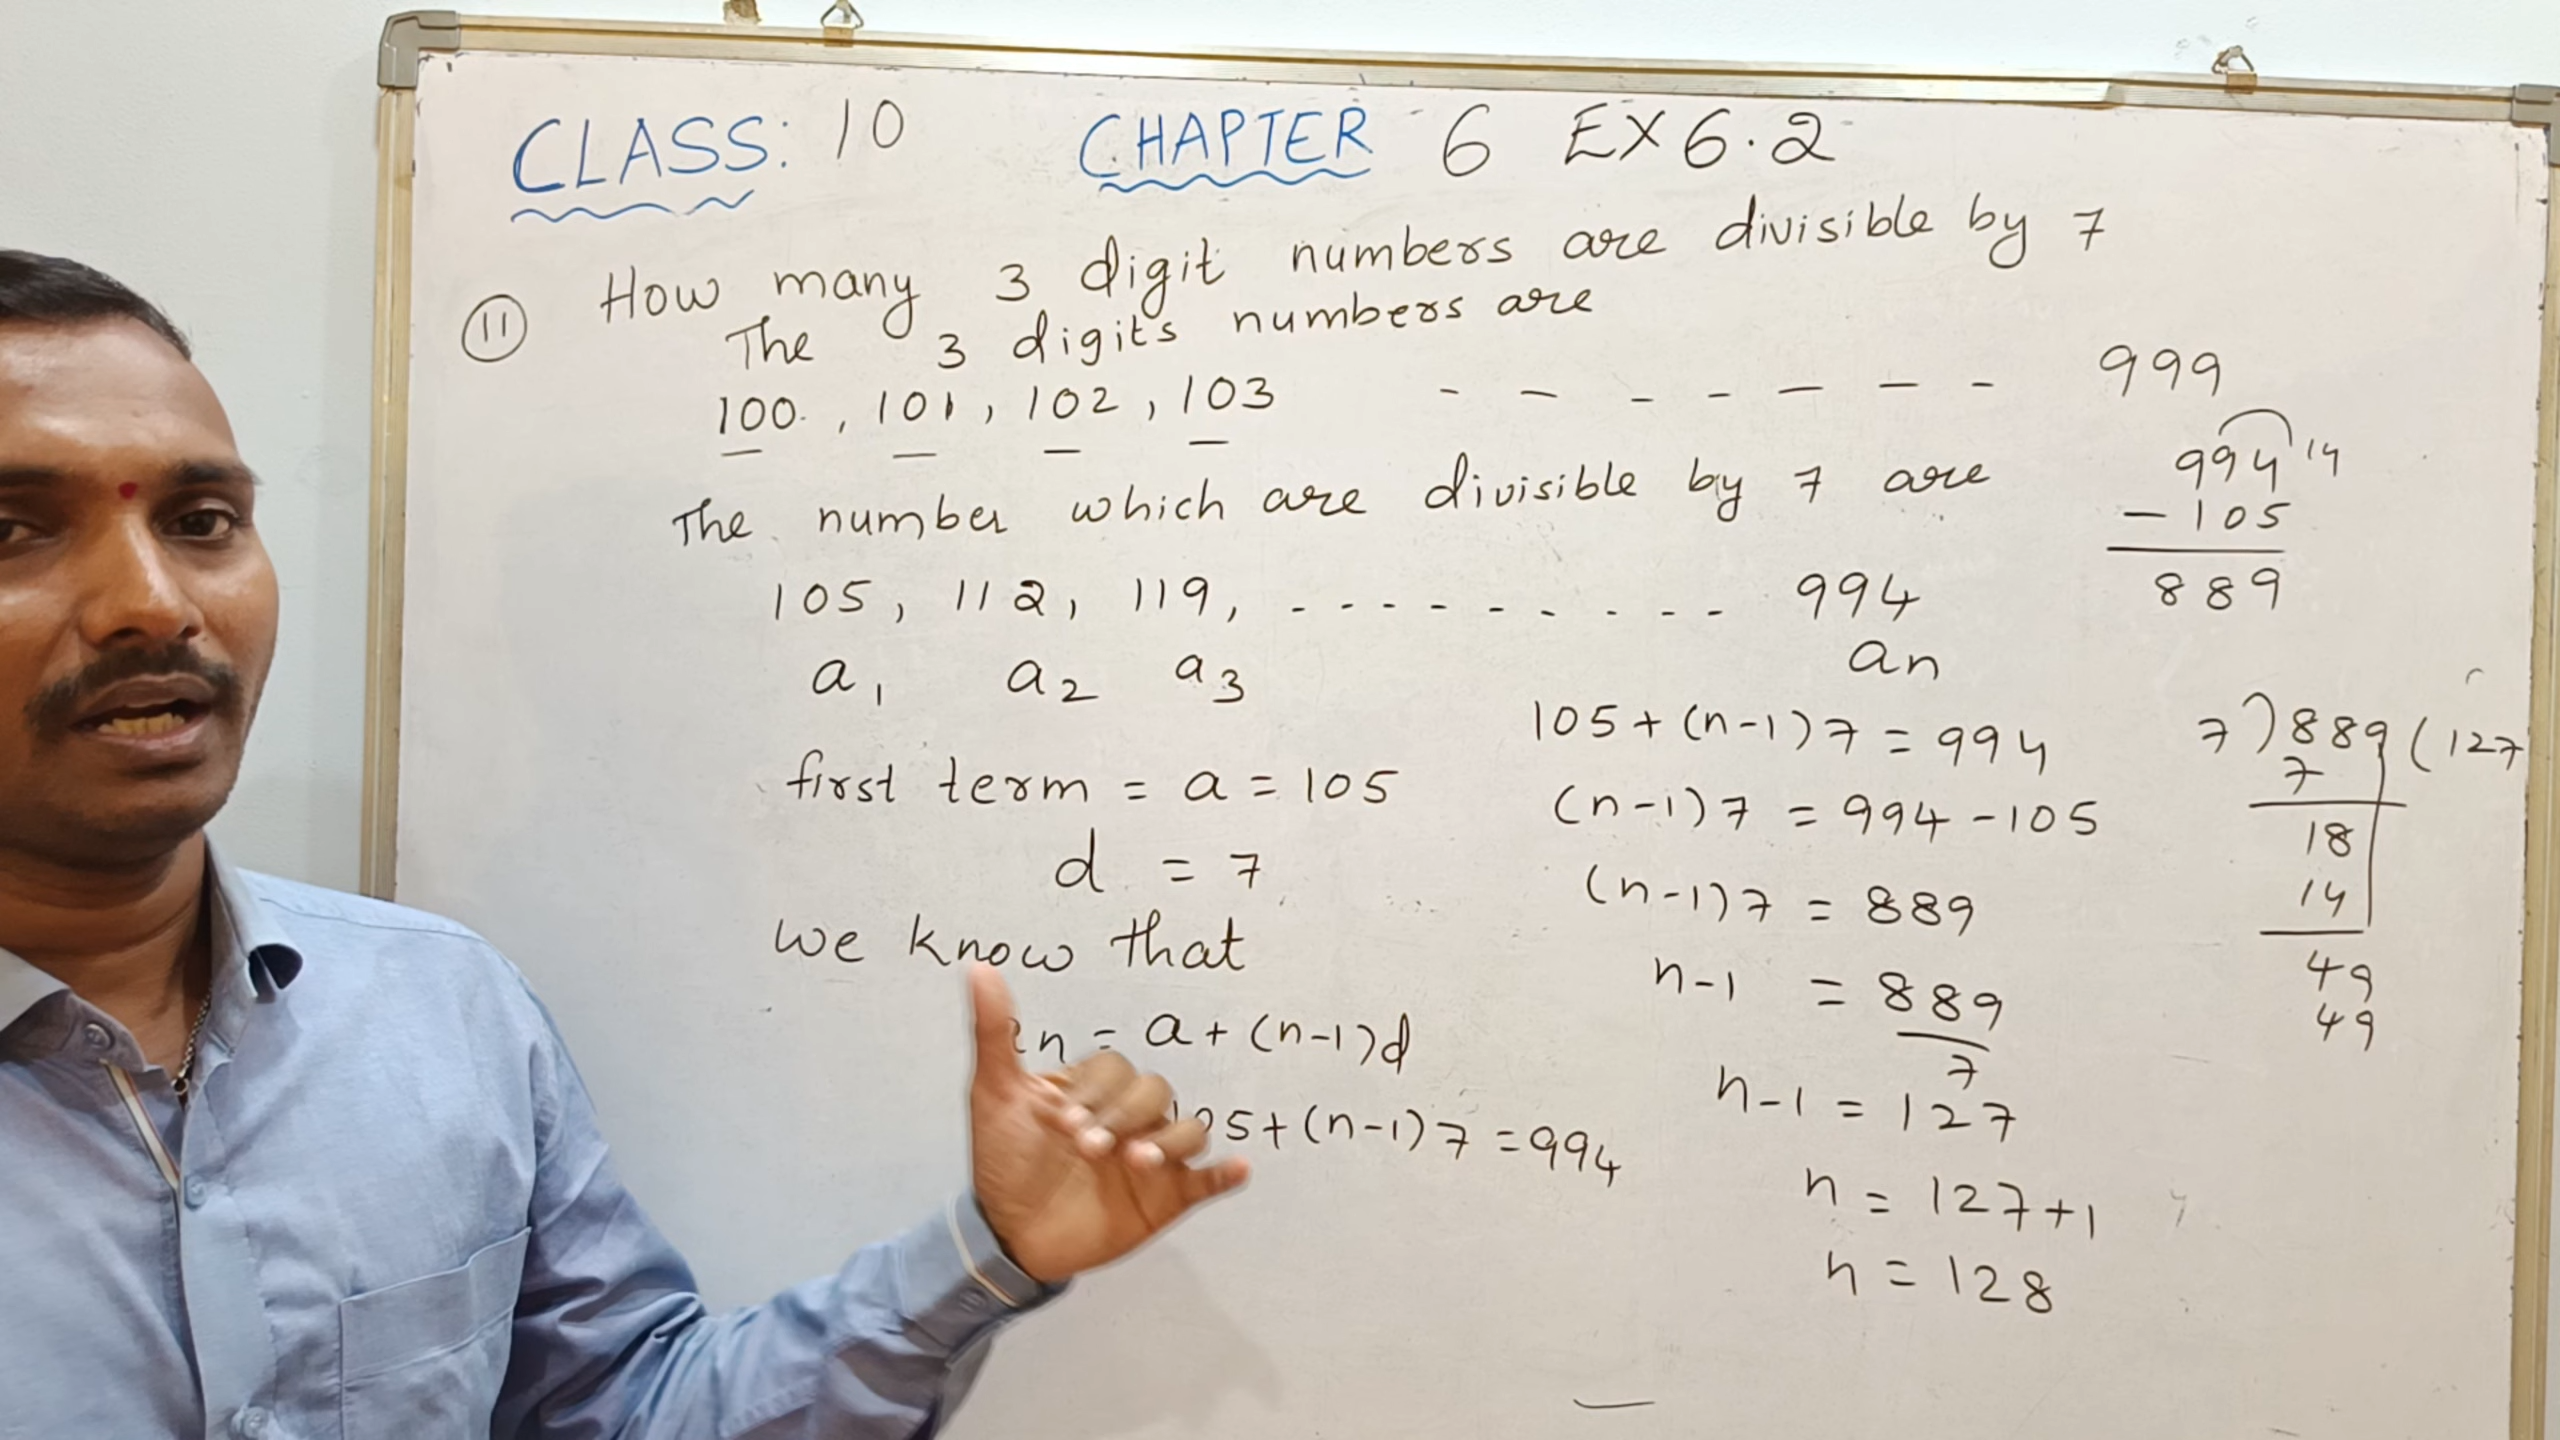 CLASS: 10 CHAPTER 6 EX 6.2
11 How many 3 digit numbers are divisible by 7
The 3 digits numbers are
100, 101, 102, 103 - - - - - - - 999
The number which are divisible by 7 are
105, 112, 119, - - - - - - - - - - 994
a1 a2 a3 an
first term = a = 105
d = 7
we know that
n = a + (n-1)d
05 + (n-1)7 = 994
105 + (n-1)7 = 994
(n-1)7 = 994 - 105
(n-1)7 = 889
n-1 = 889/7
n-1 = 127
n = 127+1
n = 128
994 14
- 105
889
7)889(127
7
18
14
49
49